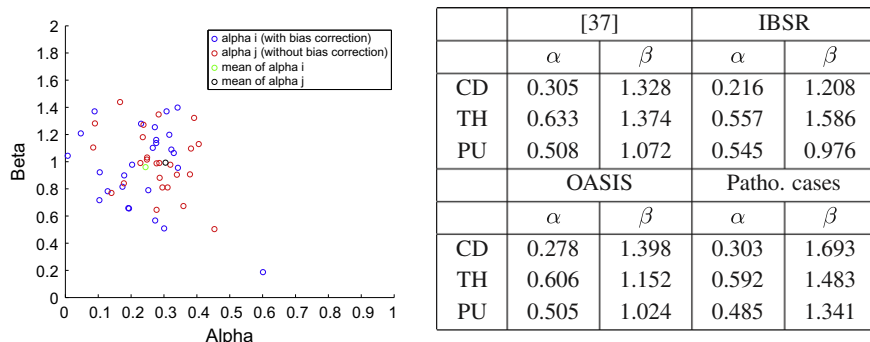 2
1.8
1.6
1.4
1.2
1
0.8
0.6
0.4
0.2
0
Beta
alpha i (with bias correction)
alpha j (without bias correction)
mean of alpha i
mean of alpha j
0 0.1 0.2 0.3 0.4 0.5 0.6 0.7 0.8 0.9 1
Alpha
[37] IBSR
α β α β
CD 0.305 1.328 0.216 1.208
TH 0.633 1.374 0.557 1.586
PU 0.508 1.072 0.545 0.976
OASIS Patho. cases
α β α β
CD 0.278 1.398 0.303 1.693
TH 0.606 1.152 0.592 1.483
PU 0.505 1.024 0.485 1.341